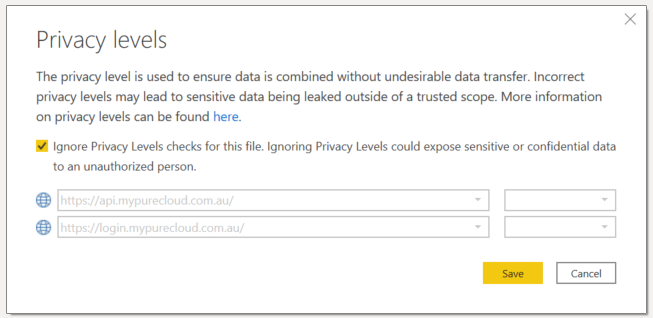 Privacy levels
The privacy level is used to ensure data is combined without undesirable data transfer. Incorrect
privacy levels may lead to sensitive data being leaked outside of a trusted scope. More information
on privacy levels can be found here.
Ignore Privacy Levels checks for this file. Ignoring Privacy Levels could expose sensitive or confidential data
to an unauthorized person.
https://api.mypurecloud.com.au/
https://login.mypurecloud.com.au/
Save Cancel